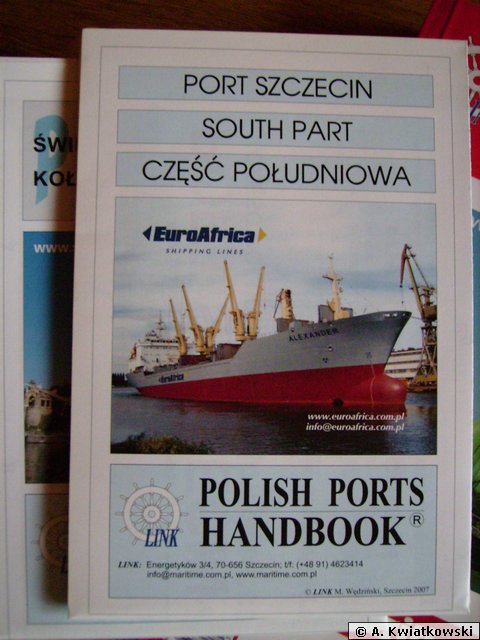 PORT SZCZECIN
SOUTH PART
CZĘŚĆ POŁUDNIOWA
EuroAfrica
SHIPPING LINES
ALEXANDER
EuroAfrica
www.euroafrica.com.pl
info@euroafrica.com.pl
LINK
POLISH PORTS
HANDBOOK ®
LINK: Energetyków 3/4, 70-656 Szczecin; t/f: (+48 91) 4623414
info@maritime.com.pl, www.maritime.com.pl
© LINK M. Wędziński, Szczecin 2007
www.
© A. Kwiatkowski